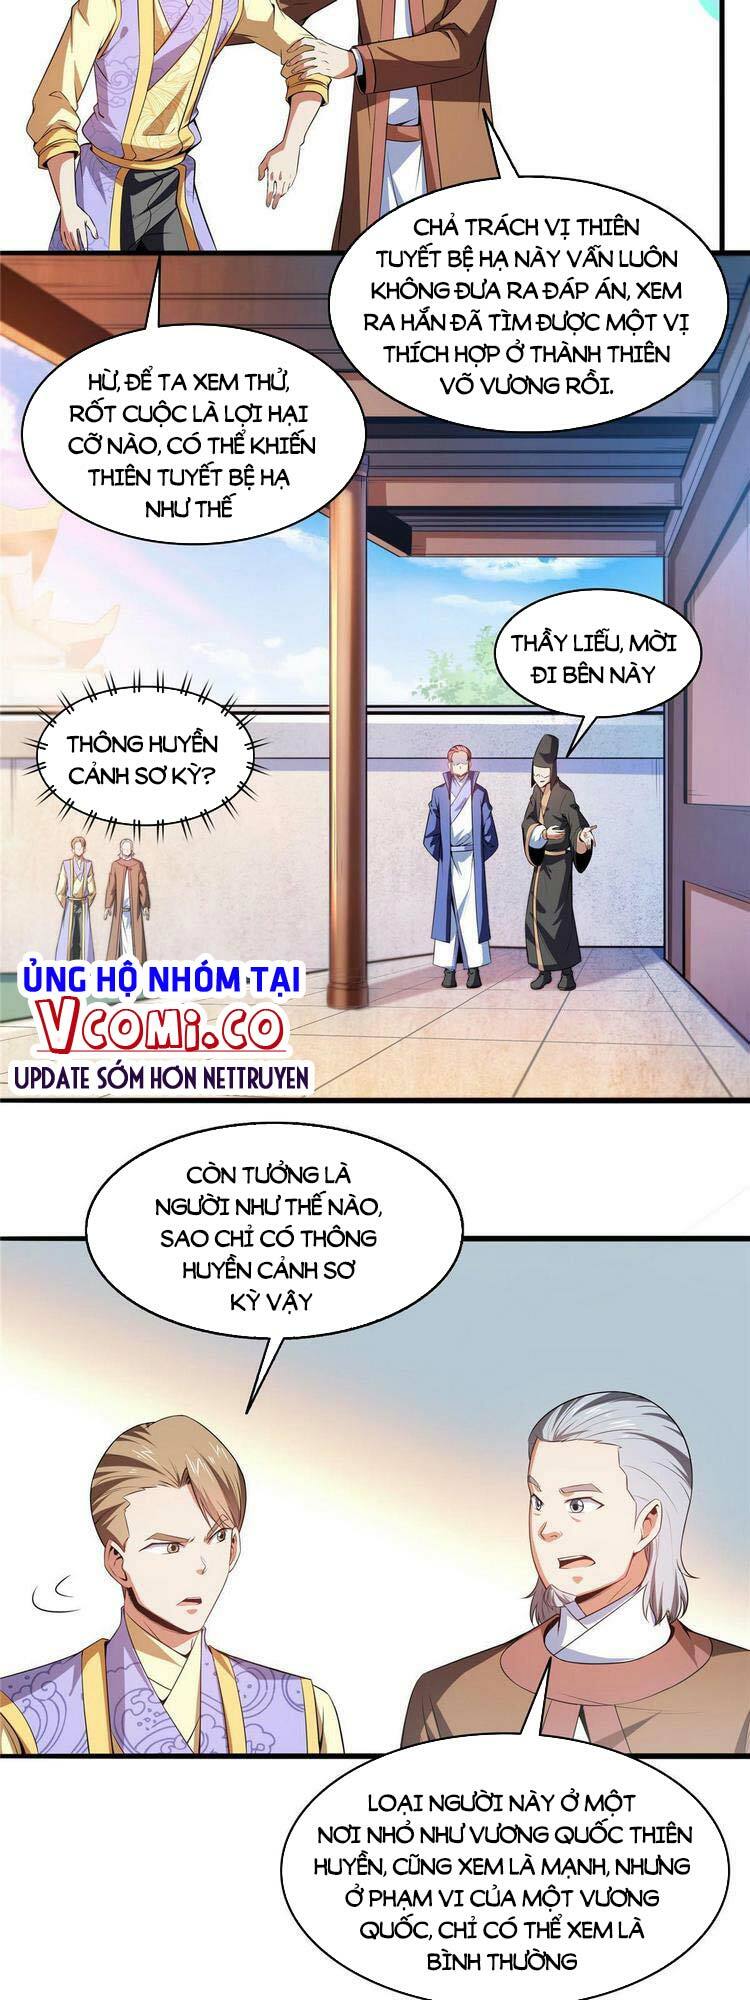 CHẢ TRÁCH VỊ THIÊN
TUYẾT BỆ HẠ NÀY VẪN LUÔN
KHÔNG ĐƯA RA ĐÁP ÁN, XEM
RA HẮN ĐÃ TÌM ĐƯỢC MỘT VỊ
THÍCH HỢP Ở THÀNH THIÊN
VÕ VƯƠNG RỒI.
HỪ, ĐỂ TA XEM THỬ,
RỐT CUỘC LÀ LỢI HẠI
CỠ NÀO, CÓ THỂ KHIẾN
THIÊN TUYẾT BỆ HẠ
NHƯ THẾ
THẦY LIỄU, MỜI
ĐI BÊN NÀY
THÔNG HUYỀN
CẢNH SƠ KỲ?
ỦNG HỘ NHÓM TẠI
VCOMI.CO
UPDATE SỚM HƠN NETTRUYEN
CÒN TƯỞNG LÀ
NGƯỜI NHƯ THẾ NÀO,
SAO CHỈ CÓ THÔNG
HUYỀN CẢNH SƠ
KỲ VẬY
LOẠI NGƯỜI NÀY Ở MỘT
NƠI NHỎ NHƯ VƯƠNG QUỐC THIÊN
HUYỀN, CŨNG XEM LÀ MẠNH, NHƯNG
Ở PHẠM VI CỦA MỘT VƯƠNG
QUỐC, CHỈ CÓ THỂ XEM LÀ
BÌNH THƯỜNG